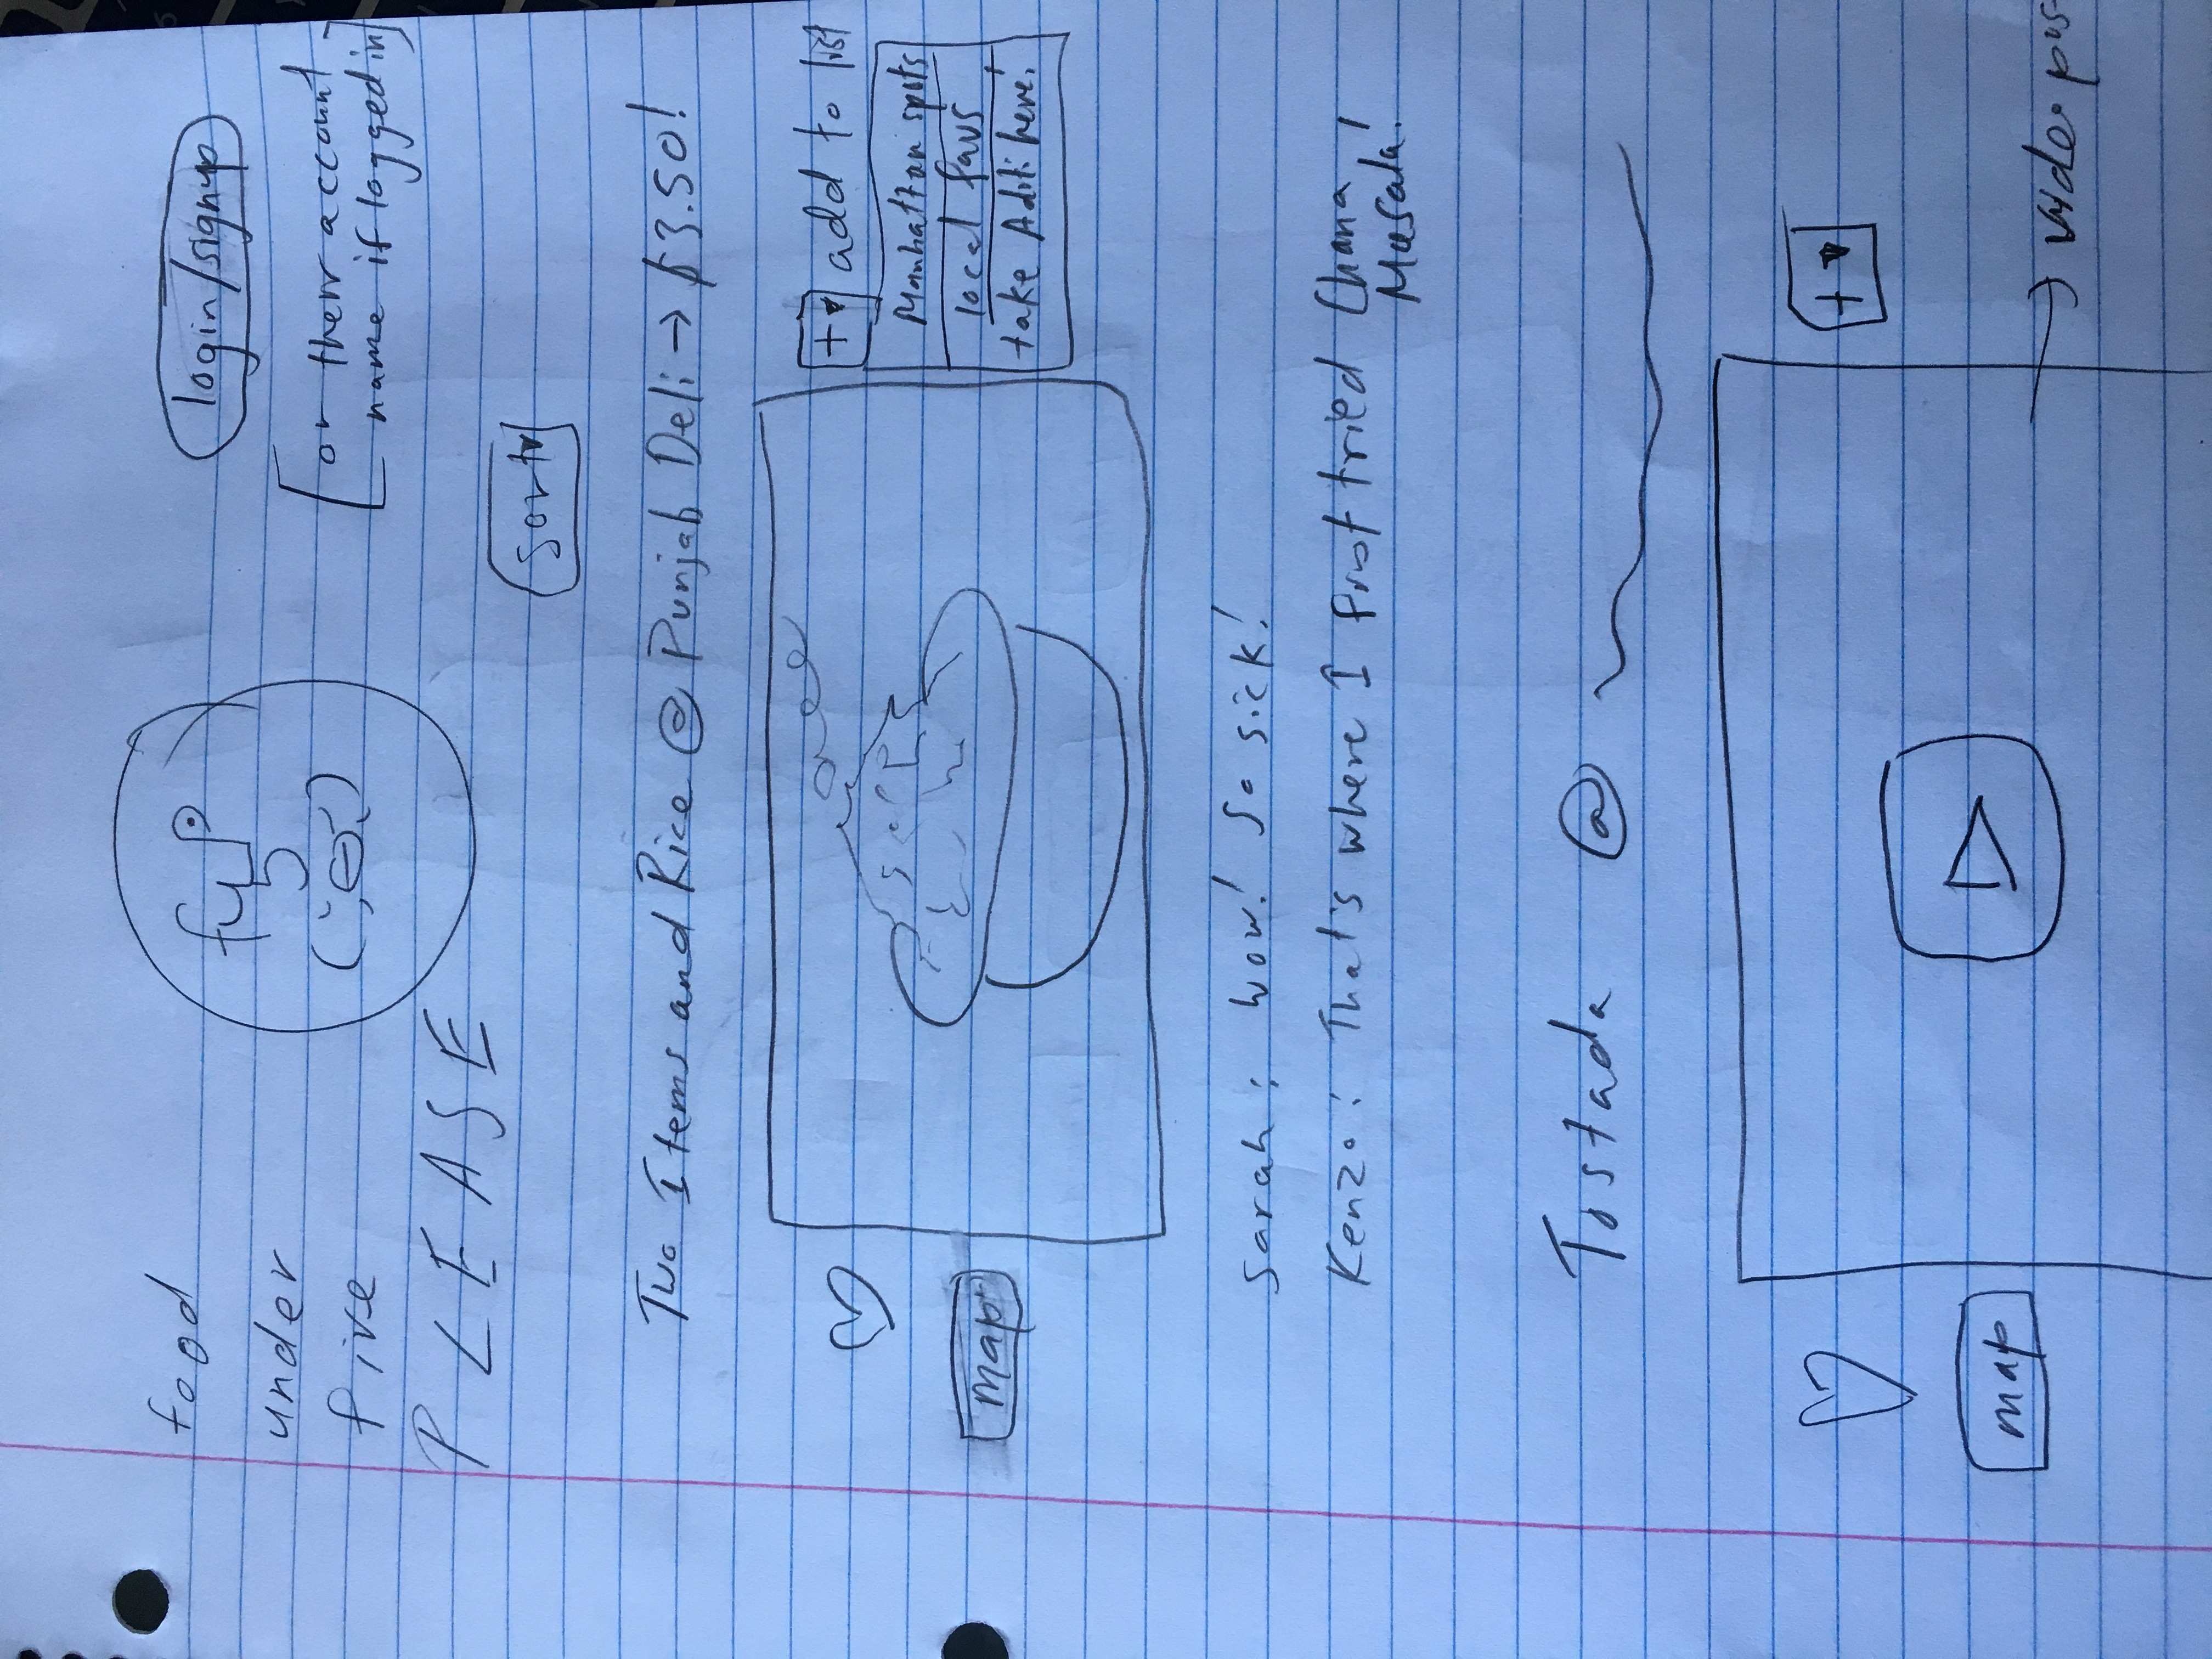 food
under
five
PLEASE
fu P
5
login/signup
[or their account
name if logged in]
sort
Two Items and Rice @ Punjab Deli → $3.50!
+ add to list
Manhattan spots
local favs
take Aditi here!
map
Sarah: Wow! So sick!
Kenzo: That's where I first tried Chana
Masala!
Tostada @
+
map
→ video pos